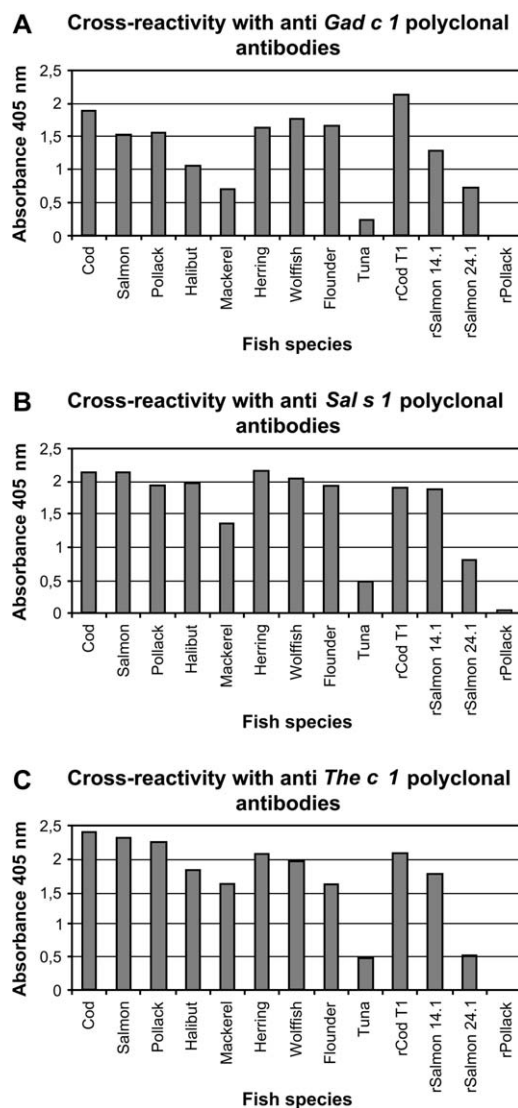 A Cross-reactivity with anti Gad c 1 polyclonal
antibodies
Absorbance 405 nm
2,5
2
1,5
1
0,5
0
Cod
Salmon
Pollack
Halibut
Mackerel
Herring
Wolffish
Flounder
Tuna
rCod T1
rSalmon 14.1
rSalmon 24.1
rPollack
Fish species
B Cross-reactivity with anti Sal s 1 polyclonal
antibodies
Absorbance 405 nm
2,5
2
1,5
1
0,5
0
Cod
Salmon
Pollack
Halibut
Mackerel
Herring
Wolffish
Flounder
Tuna
rCod T1
rSalmon 14.1
rSalmon 24.1
rPollack
Fish species
C Cross-reactivity with anti The c 1 polyclonal
antibodies
Absorbance 405 nm
2,5
2
1,5
1
0,5
0
Cod
Salmon
Pollack
Halibut
Mackerel
Herring
Wolffish
Flounder
Tuna
rCod T1
rSalmon 14.1
rSalmon 24.1
rPollack
Fish species